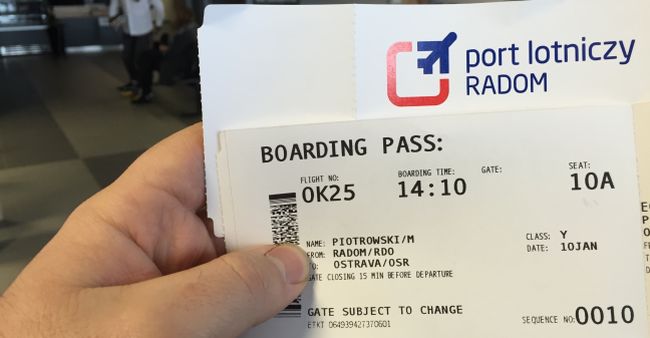 port lotniczy
RADOM
BOARDING PASS:
FLIGHT NO: BOARDING TIME: GATE: SEAT:
OK25 14:10 10A
NAME: PIOTROWSKI/M CLASS: Y
FROM: RADOM/RDO DATE: 10JAN
TO: OSTRAVA/OSR
GATE CLOSING 15 MIN BEFORE DEPARTURE
GATE SUBJECT TO CHANGE
ETKT 064939427370601 SEQUENCE NO: 0010